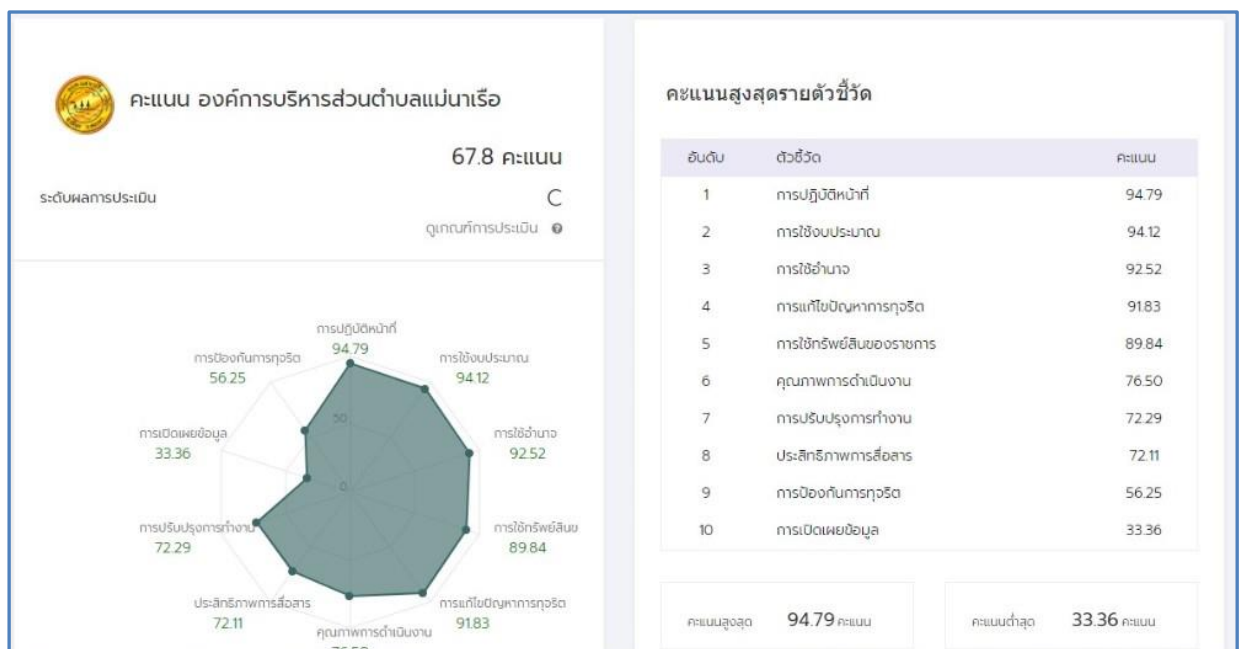 คะแนน องค์การบริหารส่วนตำบลแม่นาเรือ
67.8 คะแนน
ระดับผลการประเมิน C
ดูเกณฑ์การประเมิน
การปฏิบัติหน้าที่
94.79
การป้องกันการทุจริต
56.25
การใช้งบประมาณ
94.12
การเปิดเผยข้อมูล
33.36
50
การใช้อำนาจ
92.52
0
การปรับปรุงการทำงาน
72.29
การใช้ทรัพย์สินข
89.84
ประสิทธิภาพการสื่อสาร
72.11
การแก้ไขปัญหาการทุจริต
91.83
คุณภาพการดำเนินงาน
76.50
คะแนนสูงสุดรายตัวชี้วัด
อันดับ ตัวชี้วัด คะแนน
1 การปฏิบัติหน้าที่ 94.79
2 การใช้งบประมาณ 94.12
3 การใช้อำนาจ 92.52
4 การแก้ไขปัญหาการทุจริต 91.83
5 การใช้ทรัพย์สินของราชการ 89.84
6 คุณภาพการดำเนินงาน 76.50
7 การปรับปรุงการทำงาน 72.29
8 ประสิทธิภาพการสื่อสาร 72.11
9 การป้องกันการทุจริต 56.25
10 การเปิดเผยข้อมูล 33.36
คะแนนสูงสุด 94.79 คะแนน
คะแนนต่ำสุด 33.36 คะแนน